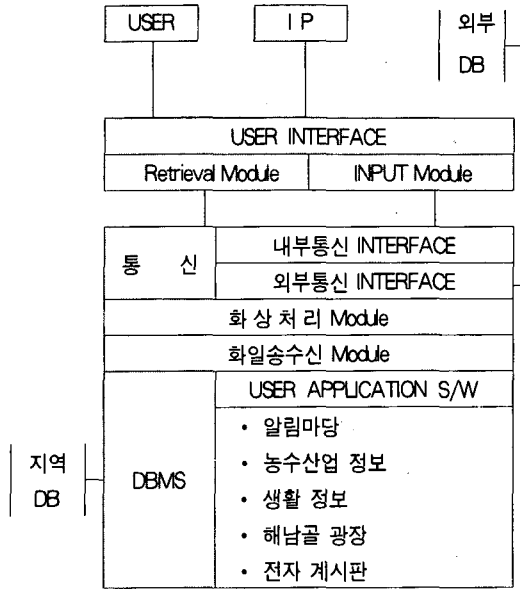 USER
I P
외부
DB
USER INTERFACE
Retrieval Module
INPUT Module
통 신
내부통신 INTERFACE
외부통신 INTERFACE
화 상 처 리 Module
화일송수신 Module
지역
DB
DBMS
USER APPLICATION S/W
• 알림마당
• 농수산업 정보
• 생활 정보
• 해남골 광장
• 전자 계시판